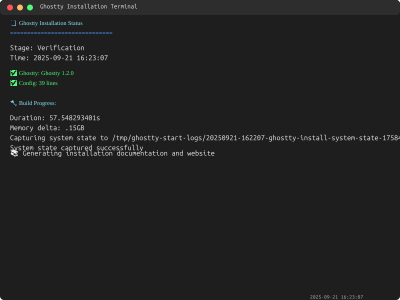 Ghostty Installation Terminal
Ghostty Installation Status
==============================
Stage: Verification
Time: 2025-09-21 16:23:07
✅ Ghostty: Ghostty 1.2.0
✅ Config: 39 lines
🔨 Build Progress:
Duration: 57.548293401s
Memory delta: .15GB
Capturing system state to /tmp/ghostty-start-logs/20250921-162207-ghostty-install-system-state-17584
System state captured successfully
📚 Generating installation documentation and website
2025-09-21 16:23:07